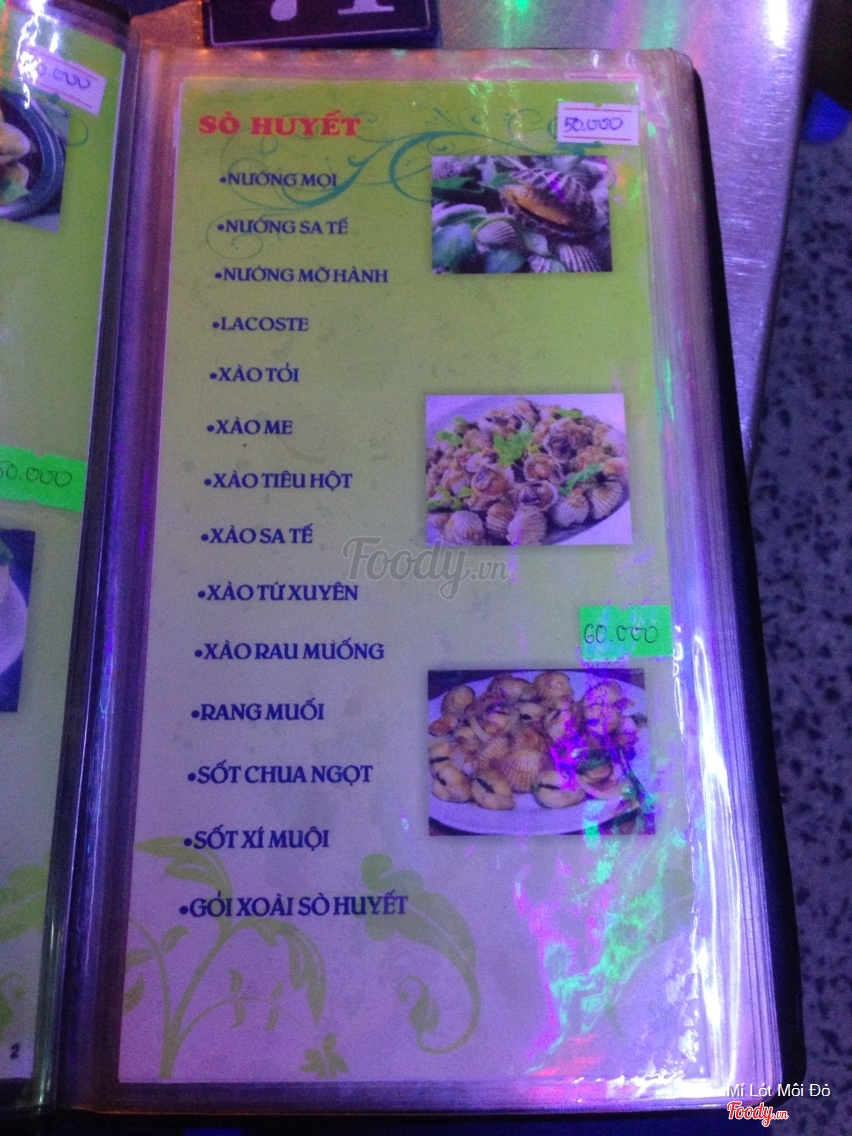 SÒ HUYẾT
50.000
•NƯỚNG MỌI
•NƯỚNG SA TẾ
•NƯỚNG MỠ HÀNH
•LACOSTE
•XÀO TỎI
•XÀO ME
•XÀO TIÊU HỘT
•XÀO SA TẾ
•XÀO TỨ XUYÊN
60.000
•XÀO RAU MUỐNG
•RANG MUỐI
•SỐT CHUA NGỌT
•SỐT XÍ MUỘI
•GỎI XOÀI SÒ HUYẾT
2
Foody.vn
Mí Lót Môi Đỏ
Foody.vn